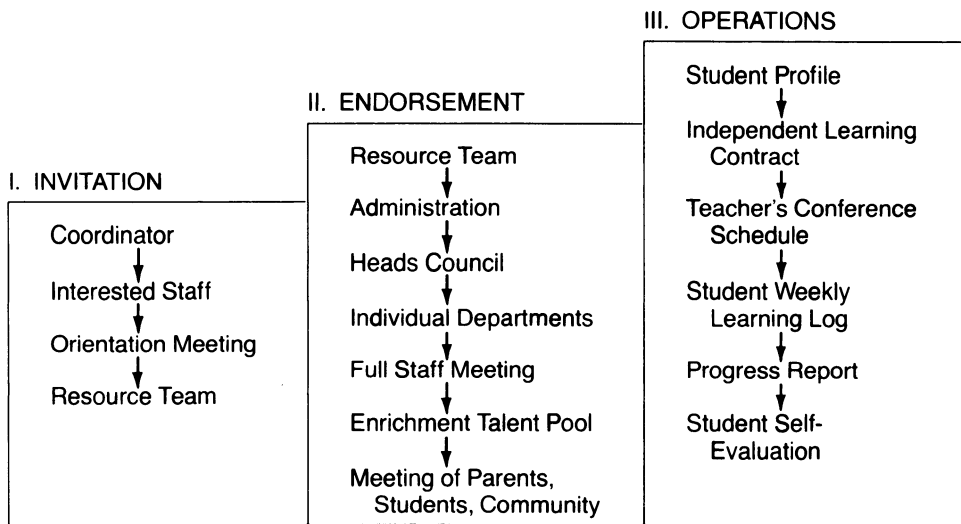 I. INVITATION
Coordinator
Interested Staff
Orientation Meeting
Resource Team
II. ENDORSEMENT
Resource Team
Administration
Heads Council
Individual Departments
Full Staff Meeting
Enrichment Talent Pool
Meeting of Parents,
Students, Community
III. OPERATIONS
Student Profile
Independent Learning
Contract
Teacher's Conference
Schedule
Student Weekly
Learning Log
Progress Report
Student Self-
Evaluation